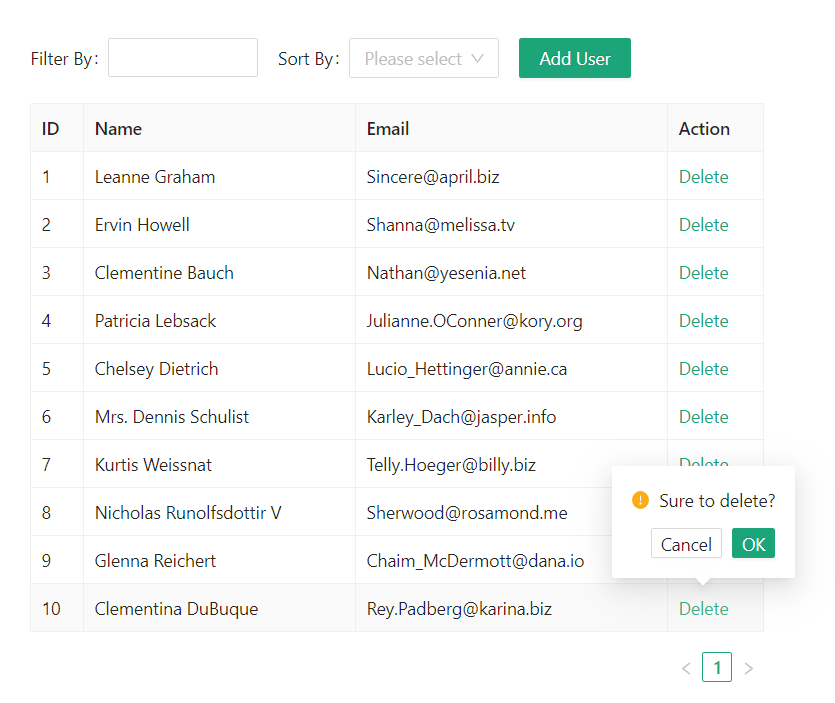 Filter By: Sort By: Please select Add User
ID Name Email Action
1 Leanne Graham Sincere@april.biz Delete
2 Ervin Howell Shanna@melissa.tv Delete
3 Clementine Bauch Nathan@yesenia.net Delete
4 Patricia Lebsack Julianne.OConner@kory.org Delete
5 Chelsey Dietrich Lucio_Hettinger@annie.ca Delete
6 Mrs. Dennis Schulist Karley_Dach@jasper.info Delete
7 Kurtis Weissnat Telly.Hoeger@billy.biz Delete
Sure to delete?
8 Nicholas Runolfsdottir V Sherwood@rosamond.me
Cancel OK
9 Glenna Reichert Chaim_McDermott@dana.io
10 Clementina DuBuque Rey.Padberg@karina.biz Delete
< 1 >